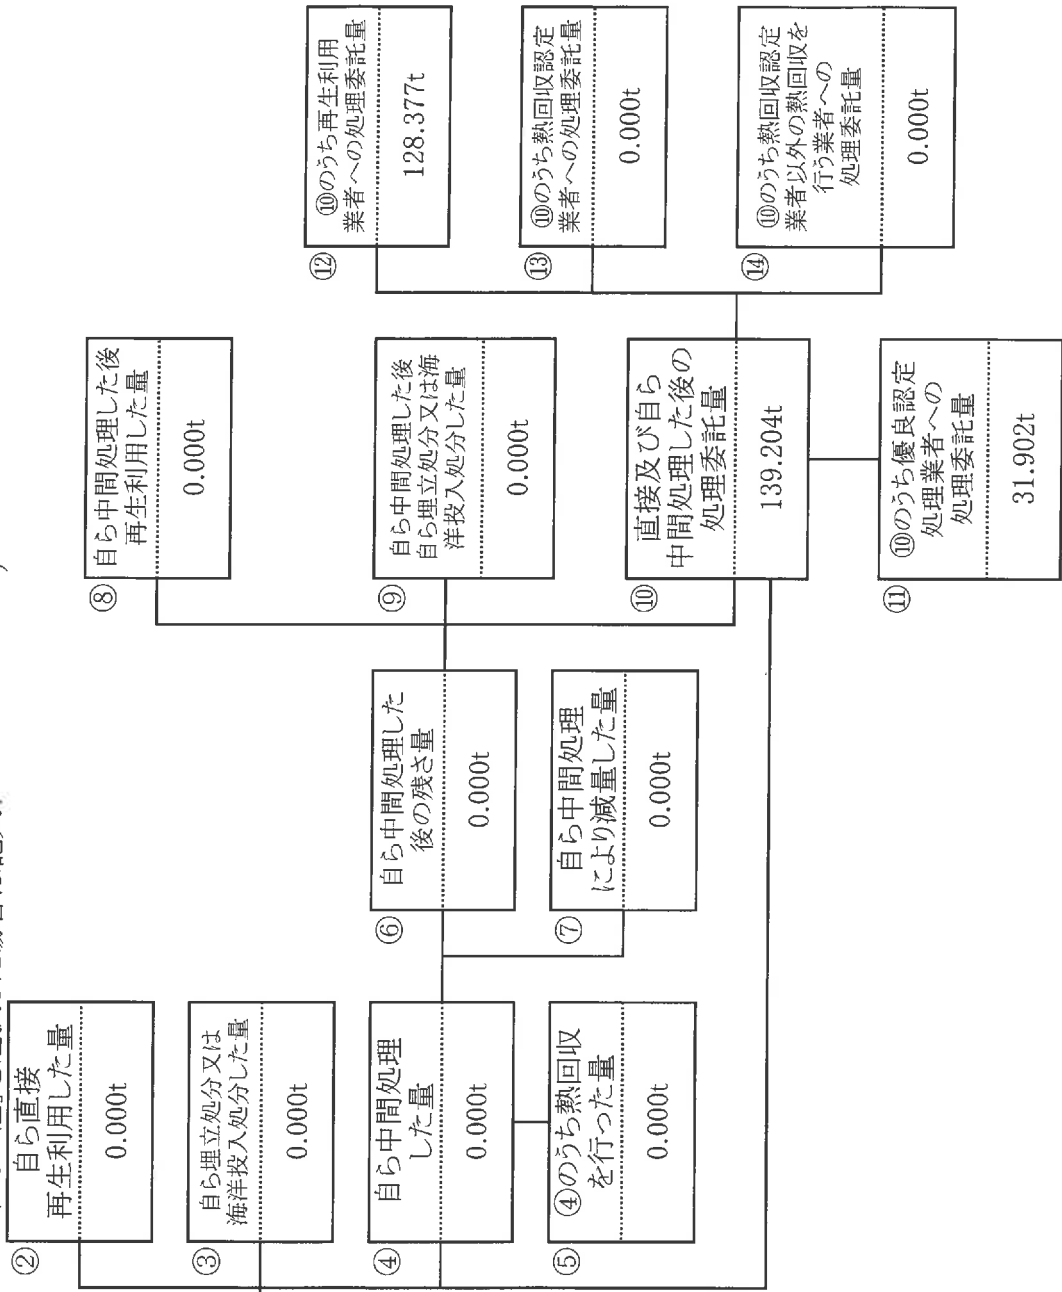 ②
自ら直接
再生利用した量
0.000t
③
自ら埋立処分又は
海洋投入処分した量
0.000t
④
自ら中間処理
した量
0.000t
⑤
④のうち熱回収
を行った量
0.000t
⑥
自ら中間処理した
後の残さ量
0.000t
⑦
自ら中間処理
により減量した量
0.000t
⑧
自ら中間処理した後
再生利用した量
0.000t
⑨
自ら中間処理した後
自ら埋立処分又は海
洋投入処分した量
0.000t
⑩
直接及び自ら
中間処理した後の
処理委託量
139.204t
⑪
⑩のうち優良認定
処理業者への
処理委託量
31.902t
⑫
⑩のうち再生利用
業者への処理委託量
128.377t
⑬
⑩のうち熱回収認定
業者への処理委託量
0.000t
⑭
⑩のうち熱回収認定
業者以外の熱回収を
行う業者への
処理委託量
0.000t